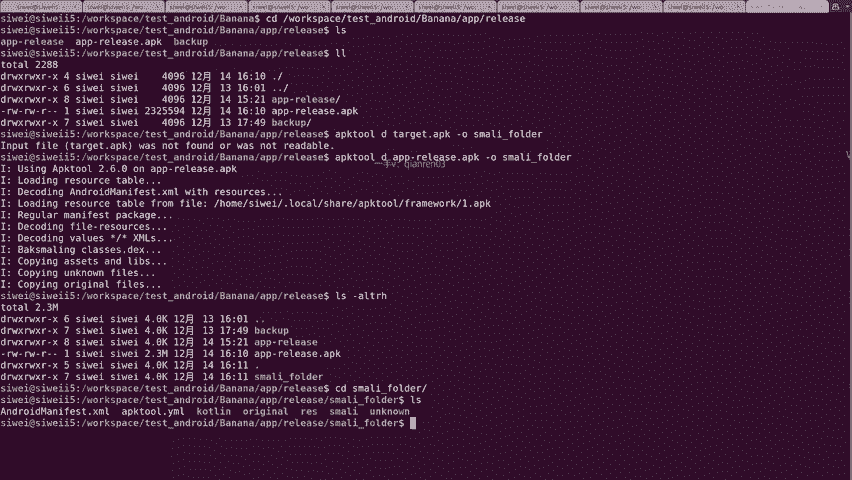 siwei@siweii5:/workspace/test_android/Banana$ cd /workspace/test_android/Banana/app/release
siwei@siweii5:/workspace/test_android/Banana/app/release$ ls
app-release  app-release.apk  backup
siwei@siweii5:/workspace/test_android/Banana/app/release$ ll
total 2288
drwxrwxr-x 4 siwei siwei    4096 12月 14 16:10 ./
drwxrwxr-x 6 siwei siwei    4096 12月 13 16:01 ../
drwxrwxr-x 8 siwei siwei    4096 12月 14 15:21 app-release/
-rw-rw-r-- 1 siwei siwei 2325594 12月 14 16:10 app-release.apk
drwxrwxr-x 7 siwei siwei    4096 12月 13 17:49 backup/
siwei@siweii5:/workspace/test_android/Banana/app/release$ apktool d target.apk -o smali_folder
Input file (target.apk) was not found or was not readable.
siwei@siweii5:/workspace/test_android/Banana/app/release$ apktool d app-release.apk -o smali_folder
qianren03
I: Using Apktool 2.6.0 on app-release.apk
I: Loading resource table...
I: Decoding AndroidManifest.xml with resources...
I: Loading resource table from file: /home/siwei/.local/share/apktool/framework/1.apk
I: Regular manifest package...
I: Decoding file-resources...
I: Decoding values */* XMLs...
I: Baksmaling classes.dex...
I: Copying assets and libs...
I: Copying unknown files...
I: Copying original files...
siwei@siweii5:/workspace/test_android/Banana/app/release$ ls -altrh
total 2.3M
drwxrwxr-x 6 siwei siwei 4.0K 12月 13 16:01 ..
drwxrwxr-x 7 siwei siwei 4.0K 12月 13 17:49 backup
drwxrwxr-x 8 siwei siwei 4.0K 12月 14 15:21 app-release
-rw-rw-r-- 1 siwei siwei 2.3M 12月 14 16:10 app-release.apk
drwxrwxr-x 5 siwei siwei 4.0K 12月 14 16:11 .
drwxrwxr-x 7 siwei siwei 4.0K 12月 14 16:11 smali_folder
siwei@siweii5:/workspace/test_android/Banana/app/release$ cd smali_folder/
siwei@siweii5:/workspace/test_android/Banana/app/release/smali_folder$ ls
AndroidManifest.xml  apktool.yml  kotlin  original  res  smali  unknown
siwei@siweii5:/workspace/test_android/Banana/app/release/smali_folder$